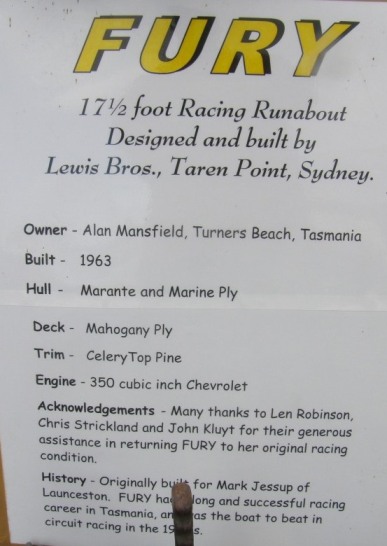 FURY
17½ foot Racing Runabout
Designed and built by
Lewis Bros., Taren Point, Sydney.
Owner - Alan Mansfield, Turners Beach, Tasmania
Built - 1963
Hull - Marante and Marine Ply
Deck - Mahogany Ply
Trim - CeleryTop Pine
Engine - 350 cubic inch Chevrolet
Acknowledgements - Many thanks to Len Robinson,
Chris Strickland and John Kluyt for their generous
assistance in returning FURY to her original racing
condition.
History - Originally built for Mark Jessup of
Launceston. FURY had long and successful racing
career in Tasmania, and was the boat to beat in
circuit racing in the